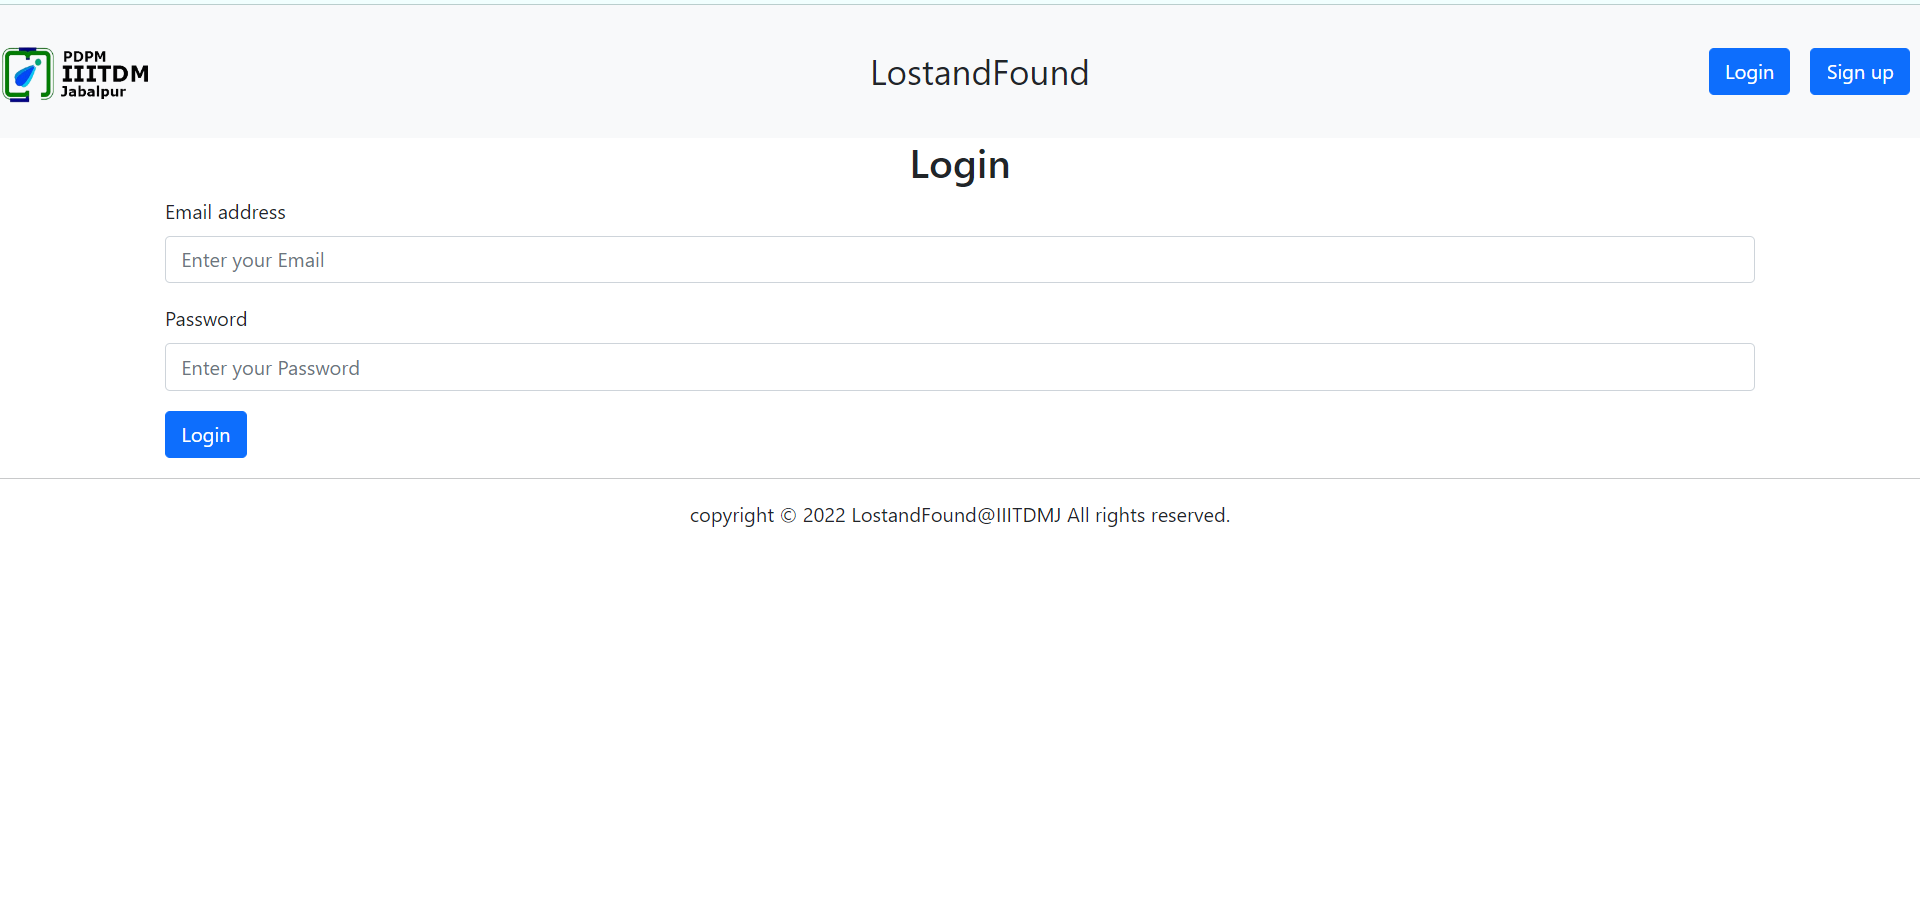 PDPM
IIITDM
Jabalpur
LostandFound
Login
Sign up
Login
Email address
Enter your Email
Password
Enter your Password
Login
copyright © 2022 LostandFound@IIITDMJ All rights reserved.